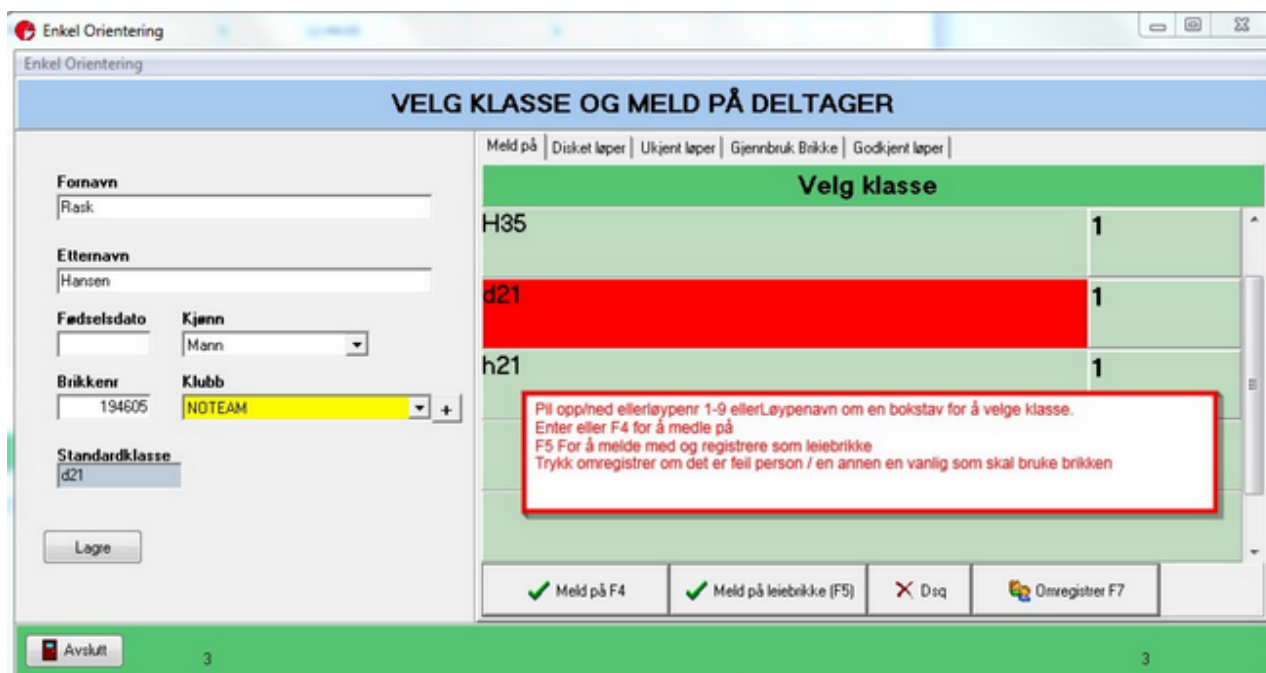 Enkel Orientering
Enkel Orientering
VELG KLASSE OG MELD PÅ DELTAGER
Fornavn
Rask
Etternavn
Hansen
Fødselsdato Kjønn
Mann
Brikkenr Klubb
194605 NOTEAM +
Standardklasse
d21
Lagre
Meld på Disket løper Ukjent løper Gjennbruk Brikke Godkjent løper
Velg klasse
H35 1
d21 1
h21 1
Pil opp/ned ellerløypenr 1-9 ellerLøypenavn om en bokstav for å velge klasse.
Enter eller F4 for å medle på
F5 For å melde med og registrere som leiebrikke
Trykk omregistrer om det er feil person / en annen en vanlig som skal bruke brikken
Meld på F4 Meld på leiebrikke (F5) Dsq Omregistrer F7
Avslutt 3 3